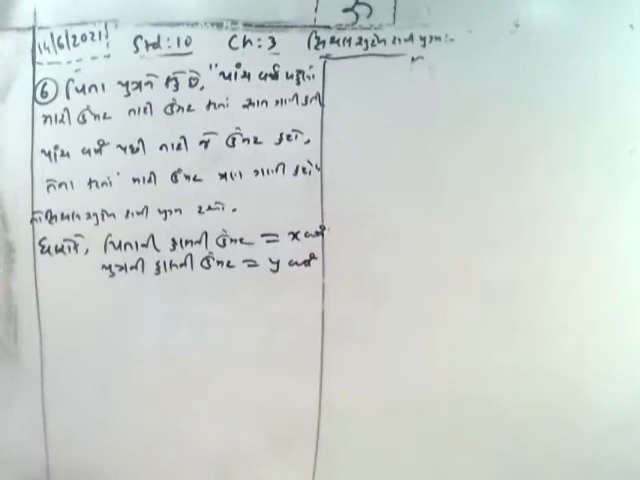 14/6/2021 Std:10 Ch:3 દ્વિચલ સુરેખ સમી યુગ્મ :-
⑥ પિતા પુત્રને કહે છે, "પાંચ વર્ષ પહેલાં
મારી ઉંમર તારી ઉંમર કરતાં સાત ગણી હતી
પાંચ વર્ષ પછી તારી જે ઉંમર હશે,
તેના કરતાં મારી ઉંમર ત્રણ ગણી હશે"
તો દ્વિચલ સુરેખ સમી યુગ્મ રચો.
ધારો કે, પિતાની હાલની ઉંમર = x વર્ષ
પુત્રની હાલની ઉંમર = y વર્ષ